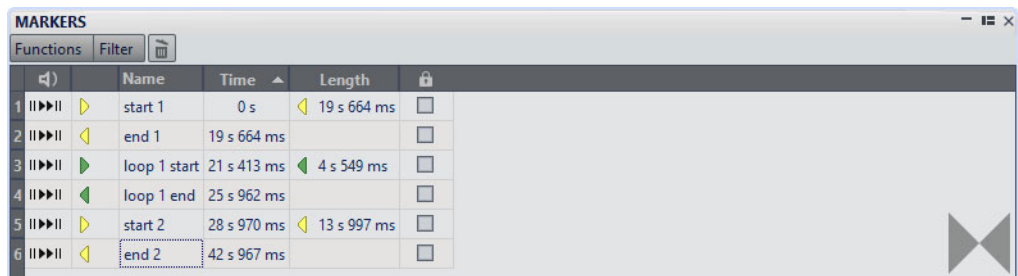 MARKERS
Functions Filter
Name Time Length
1 start 1 0 s 19 s 664 ms
2 end 1 19 s 664 ms
3 loop 1 start 21 s 413 ms 4 s 549 ms
4 loop 1 end 25 s 962 ms
5 start 2 28 s 970 ms 13 s 997 ms
6 end 2 42 s 967 ms